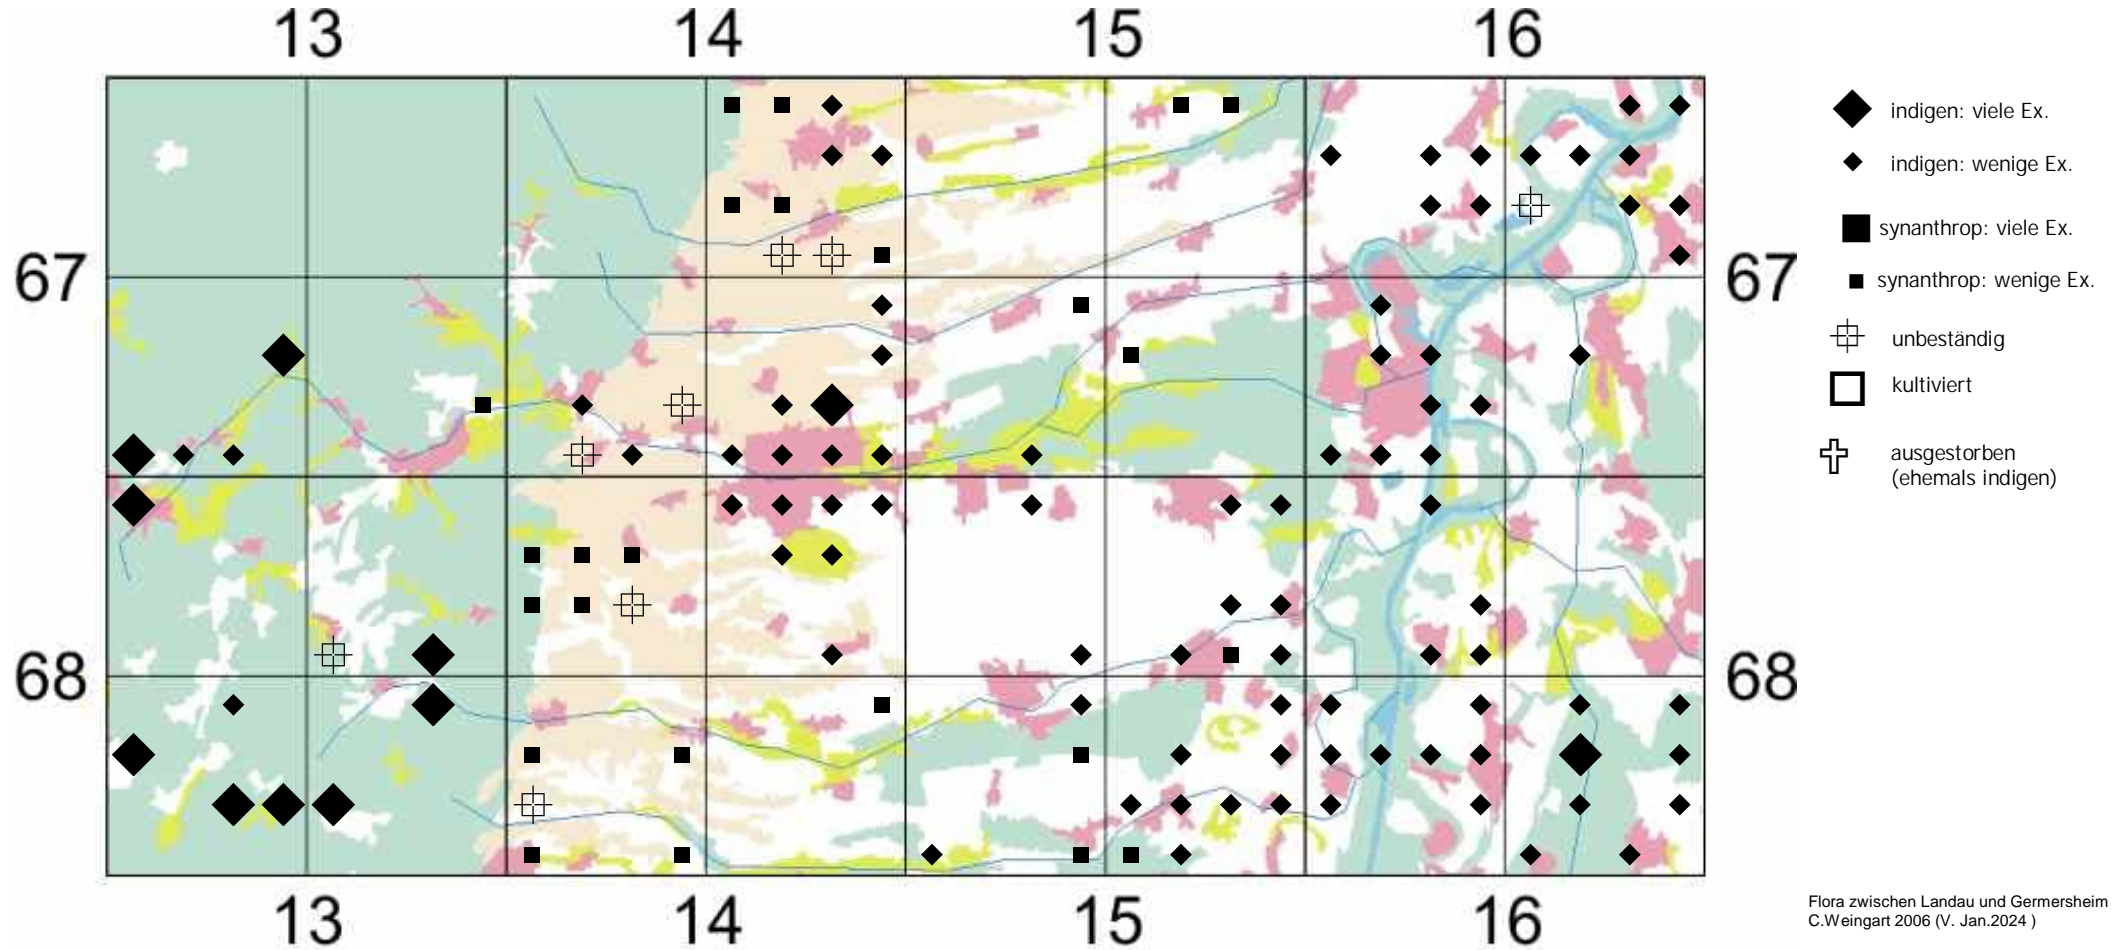 13 14 15 16
indigen: viele Ex.
indigen: wenige Ex.
synanthrop: viele Ex.
67 67
synanthrop: wenige Ex.
unbeständig
kultiviert
ausgestorben
(ehemals indigen)
68 68
13 14 15 16
Flora zwischen Landau und Germersheim
C.Weingart 2006 (V. Jan.2024 )